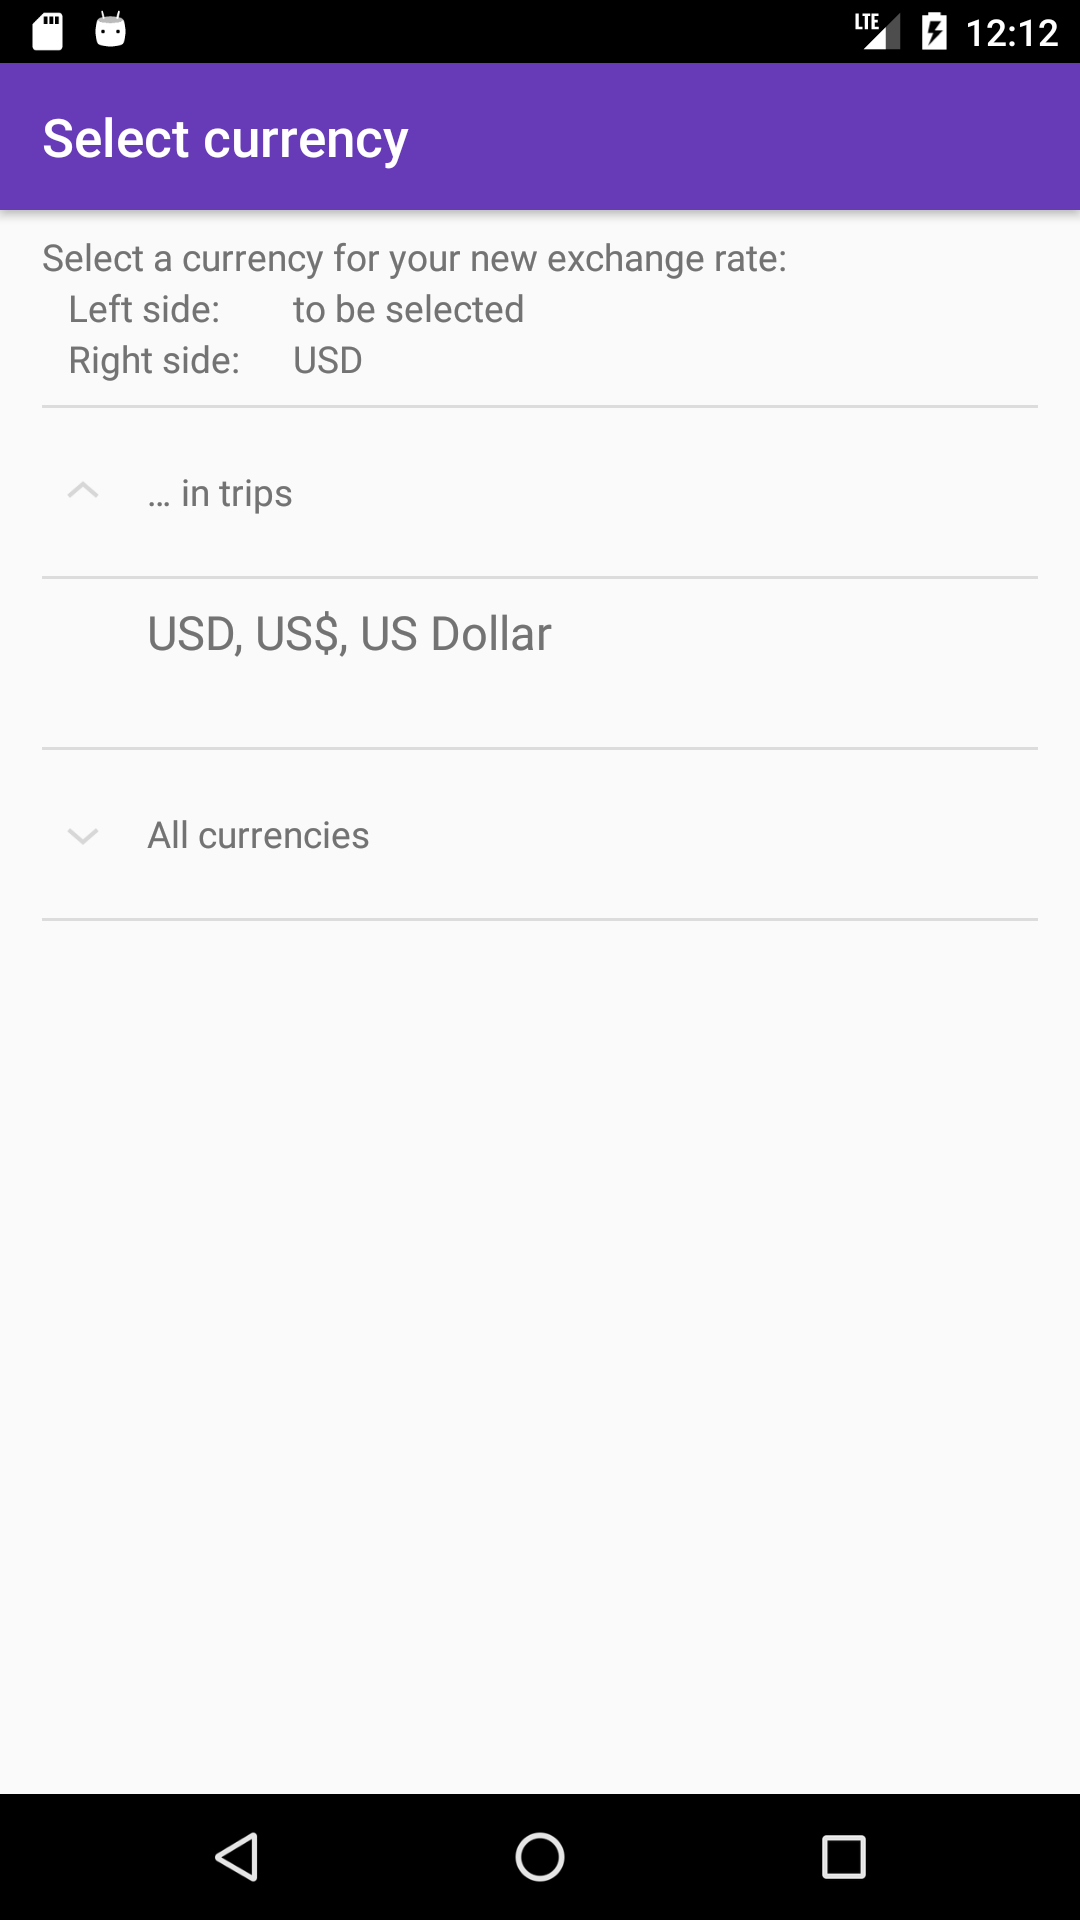 LTE 12:12
Select currency
Select a currency for your new exchange rate:
Left side: to be selected
Right side: USD
... in trips
USD, US$, US Dollar
All currencies